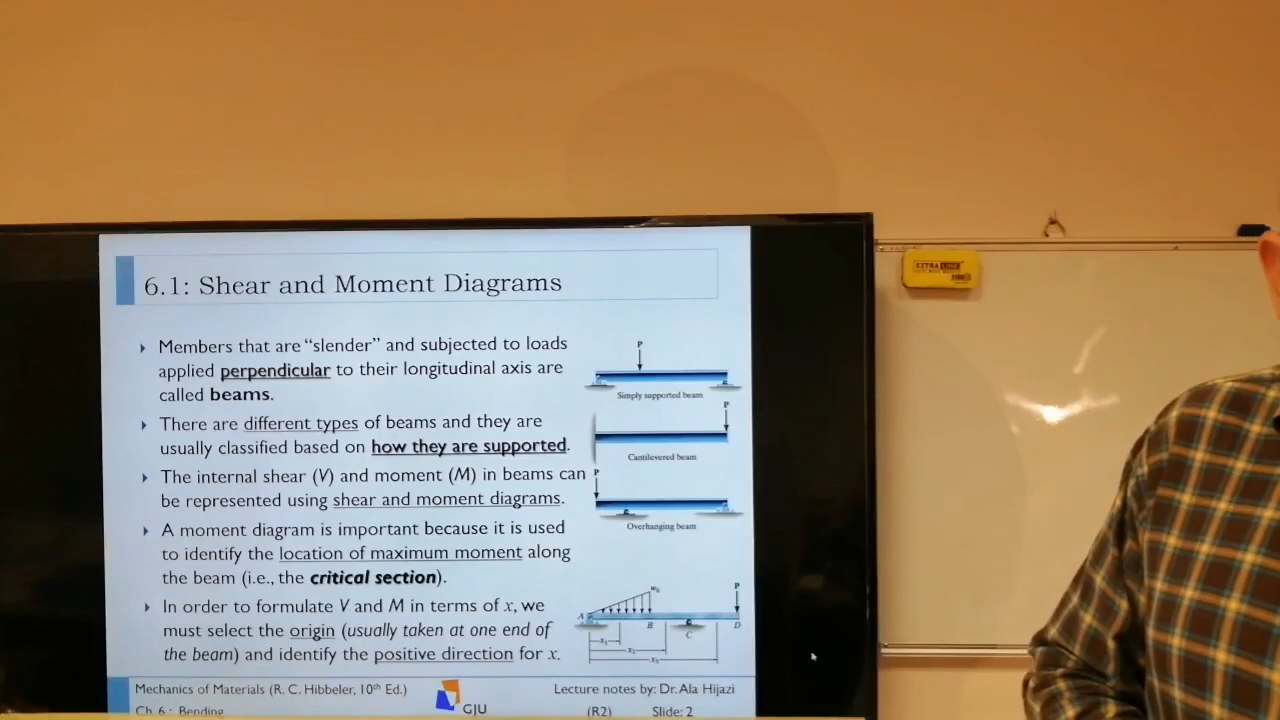 6.1: Shear and Moment Diagrams
Members that are “slender” and subjected to loads
applied perpendicular to their longitudinal axis are
called beams.
There are different types of beams and they are
usually classified based on how they are supported.
The internal shear (V) and moment (M) in beams can
be represented using shear and moment diagrams.
A moment diagram is important because it is used
to identify the location of maximum moment along
the beam (i.e., the critical section).
In order to formulate V and M in terms of x, we
must select the origin (usually taken at one end of
the beam) and identify the positive direction for x.
P
Simply supported beam
P
Cantilevered beam
P
Overhanging beam
w₀
P
A
B
C
D
x₁
x₂
x₃
Mechanics of Materials (R. C. Hibbeler, 10th Ed.)
Ch. 6: Bending
GJU
Lecture notes by: Dr. Ala Hijazi
(R2) Slide: 2
EXTRA LINE